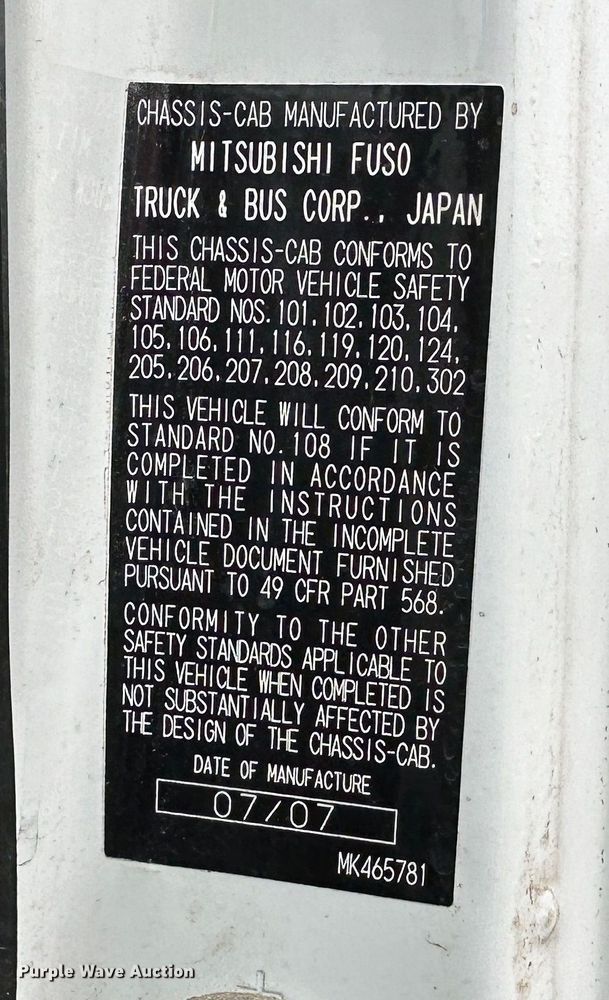 CHASSIS-CAB MANUFACTURED BY
MITSUBISHI FUSO
TRUCK & BUS CORP., JAPAN
THIS CHASSIS-CAB CONFORMS TO
FEDERAL MOTOR VEHICLE SAFETY
STANDARD NOS. 101, 102, 103, 104,
105, 106, 111, 116, 119, 120, 124,
205, 206, 207, 208, 209, 210, 302
THIS VEHICLE WILL CONFORM TO
STANDARD NO. 108 IF IT IS
COMPLETED IN ACCORDANCE
WITH THE INSTRUCTIONS
CONTAINED IN THE INCOMPLETE
VEHICLE DOCUMENT FURNISHED
PURSUANT TO 49 CFR PART 568.
CONFORMITY TO THE OTHER
SAFETY STANDARDS APPLICABLE TO
THIS VEHICLE WHEN COMPLETED IS
NOT SUBSTANTIALLY AFFECTED BY
THE DESIGN OF THE CHASSIS-CAB.
DATE OF MANUFACTURE
07/07
MK465781
Purple Wave Auction